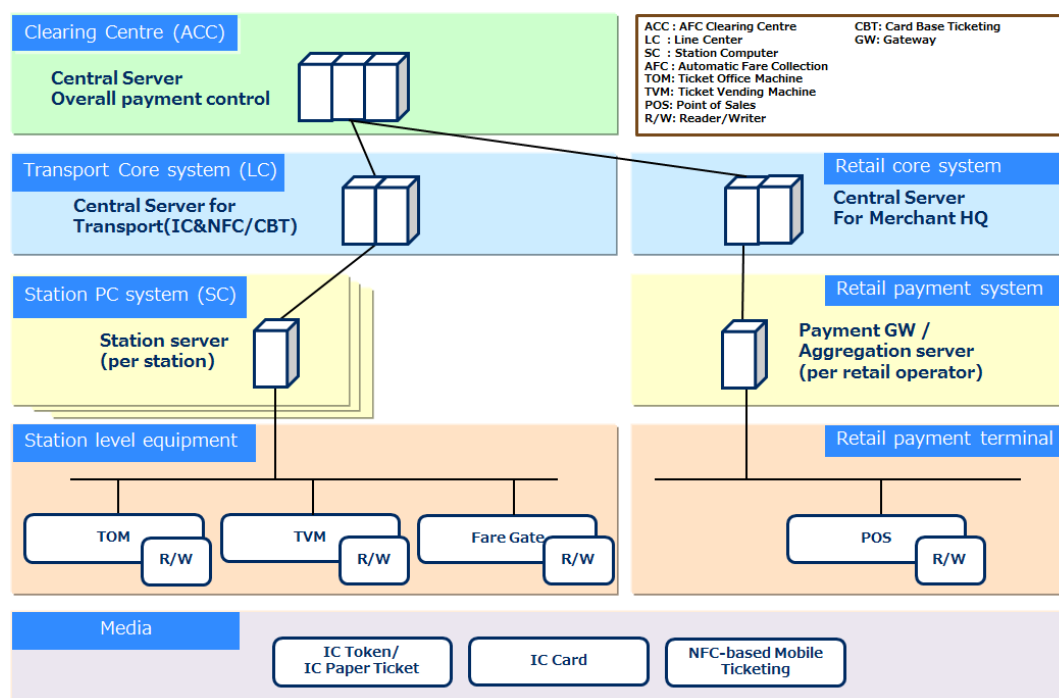 Clearing Centre (ACC)
Central Server
Overall payment control
ACC : AFC Clearing Centre
LC : Line Center
SC : Station Computer
AFC : Automatic Fare Collection
TOM: Ticket Office Machine
TVM: Ticket Vending Machine
POS: Point of Sales
R/W: Reader/Writer
CBT: Card Base Ticketing
GW: Gateway
Transport Core system (LC)
Central Server for
Transport(IC&NFC/CBT)
Retail core system
Central Server
For Merchant HQ
Station PC system (SC)
Station server
(per station)
Retail payment system
Payment GW /
Aggregation server
(per retail operator)
Station level equipment
TOM
R/W
TVM
R/W
Fare Gate
R/W
Retail payment terminal
POS
R/W
Media
IC Token/
IC Paper Ticket
IC Card
NFC-based Mobile
Ticketing